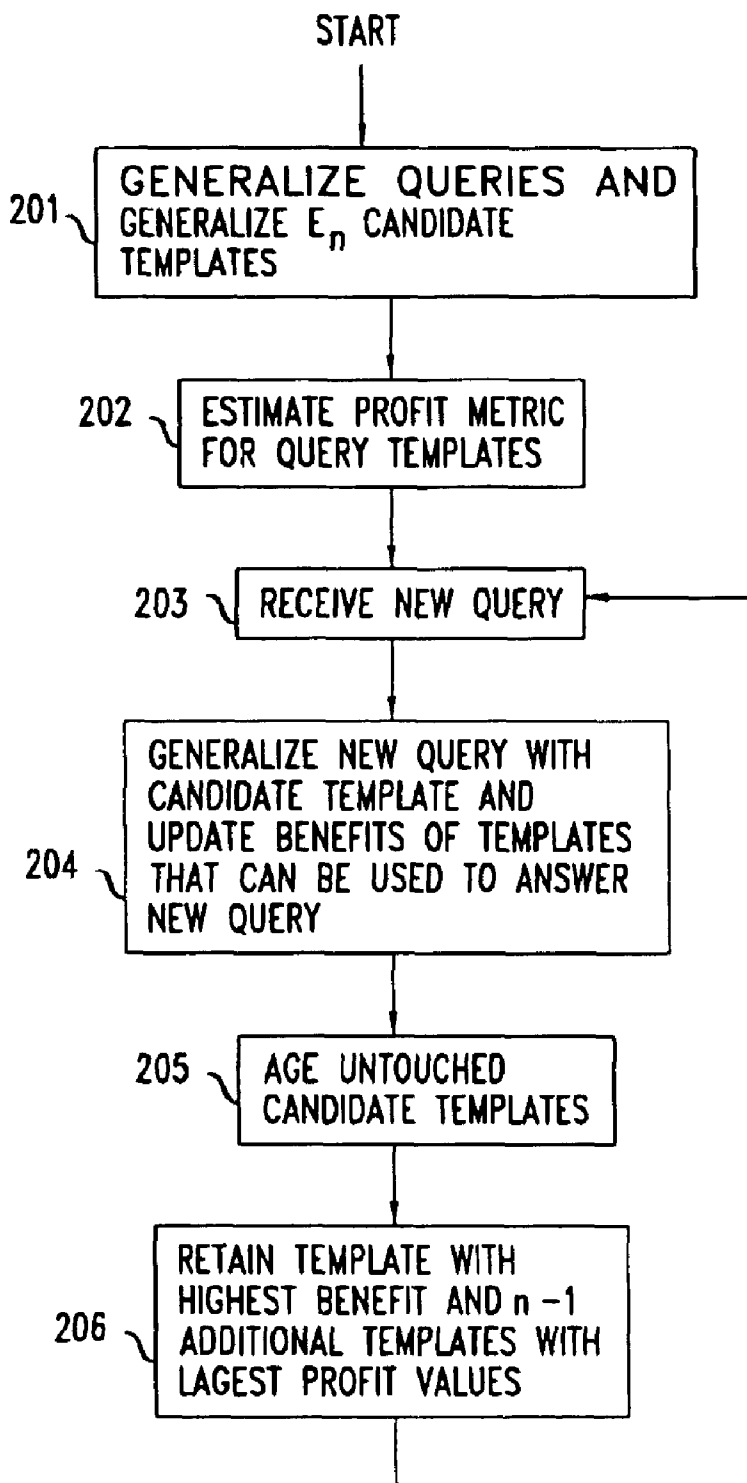 START
201
GENERALIZE QUERIES AND
GENERALIZE En CANDIDATE
TEMPLATES
202
ESTIMATE PROFIT METRIC
FOR QUERY TEMPLATES
203
RECEIVE NEW QUERY
204
GENERALIZE NEW QUERY WITH
CANDIDATE TEMPLATE AND
UPDATE BENEFITS OF TEMPLATES
THAT CAN BE USED TO ANSWER
NEW QUERY
205
AGE UNTOUCHED
CANDIDATE TEMPLATES
206
RETAIN TEMPLATE WITH
HIGHEST BENEFIT AND n-1
ADDITIONAL TEMPLATES WITH
LAGEST PROFIT VALUES